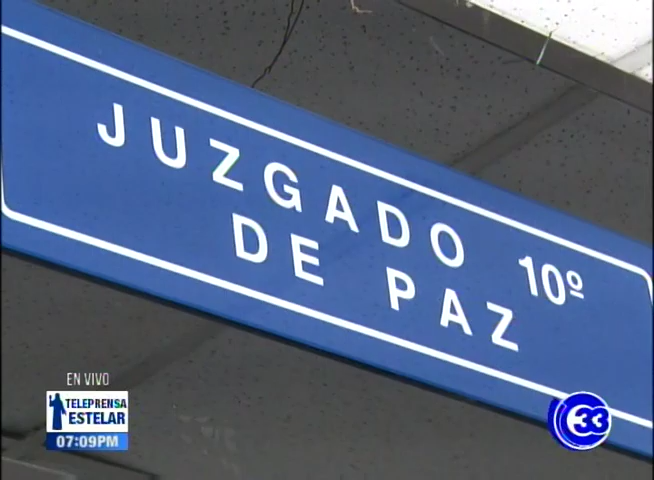 JUZGADO 10º
DE PAZ
EN VIVO
TELEPRENSA
ESTELAR
07:09PM
33